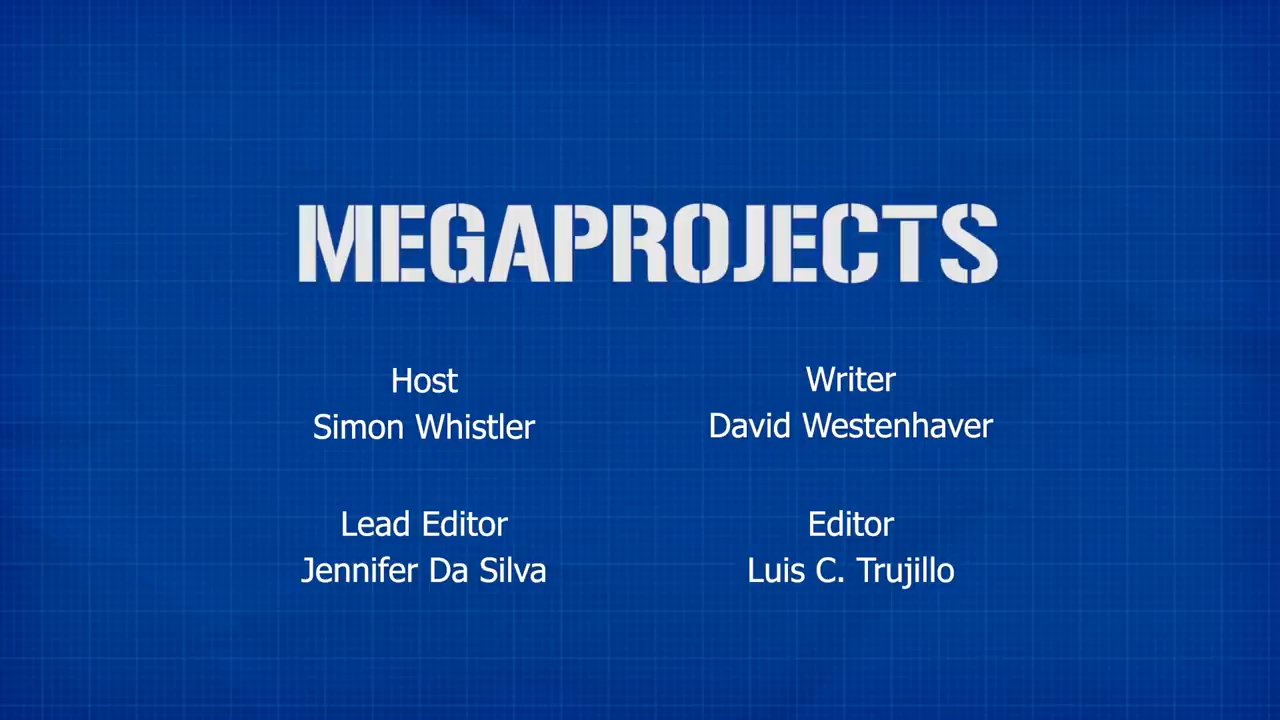 MEGAPROJECTS
Host
Simon Whistler
Writer
David Westenhaver
Lead Editor
Jennifer Da Silva
Editor
Luis C. Trujillo